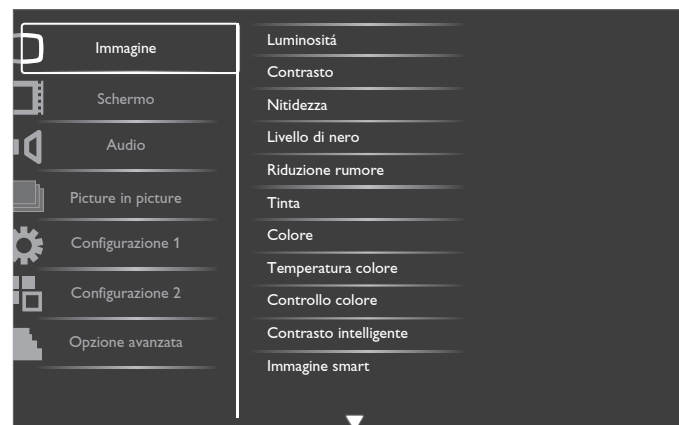 Immagine
Schermo
Audio
Picture in picture
Configurazione 1
Configurazione 2
Opzione avanzata
Luminositá
Contrasto
Nitidezza
Livello di nero
Riduzione rumore
Tinta
Colore
Temperatura colore
Controllo colore
Contrasto intelligente
Immagine smart